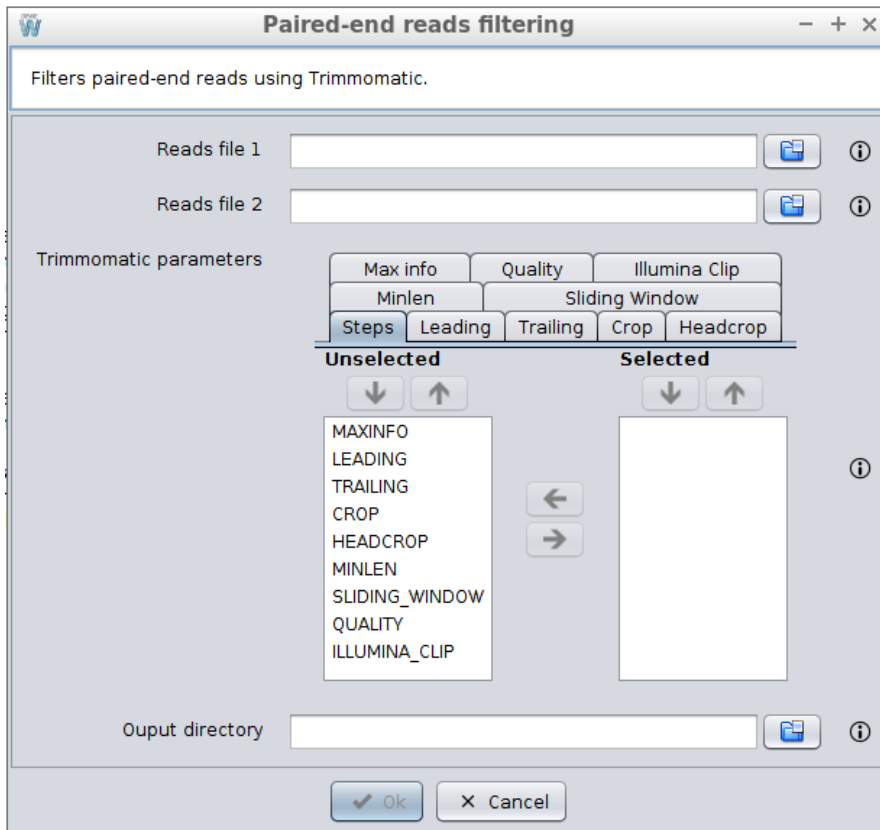 Paired-end reads filtering
Filters paired-end reads using Trimmomatic.
Reads file 1
Reads file 2
Trimmomatic parameters
Max info Quality Illumina Clip
Minlen Sliding Window
Steps Leading Trailing Crop Headcrop
Unselected Selected
MAXINFO
LEADING
TRAILING
CROP
HEADCROP
MINLEN
SLIDING_WINDOW
QUALITY
ILLUMINA_CLIP
Ouput directory
Ok Cancel